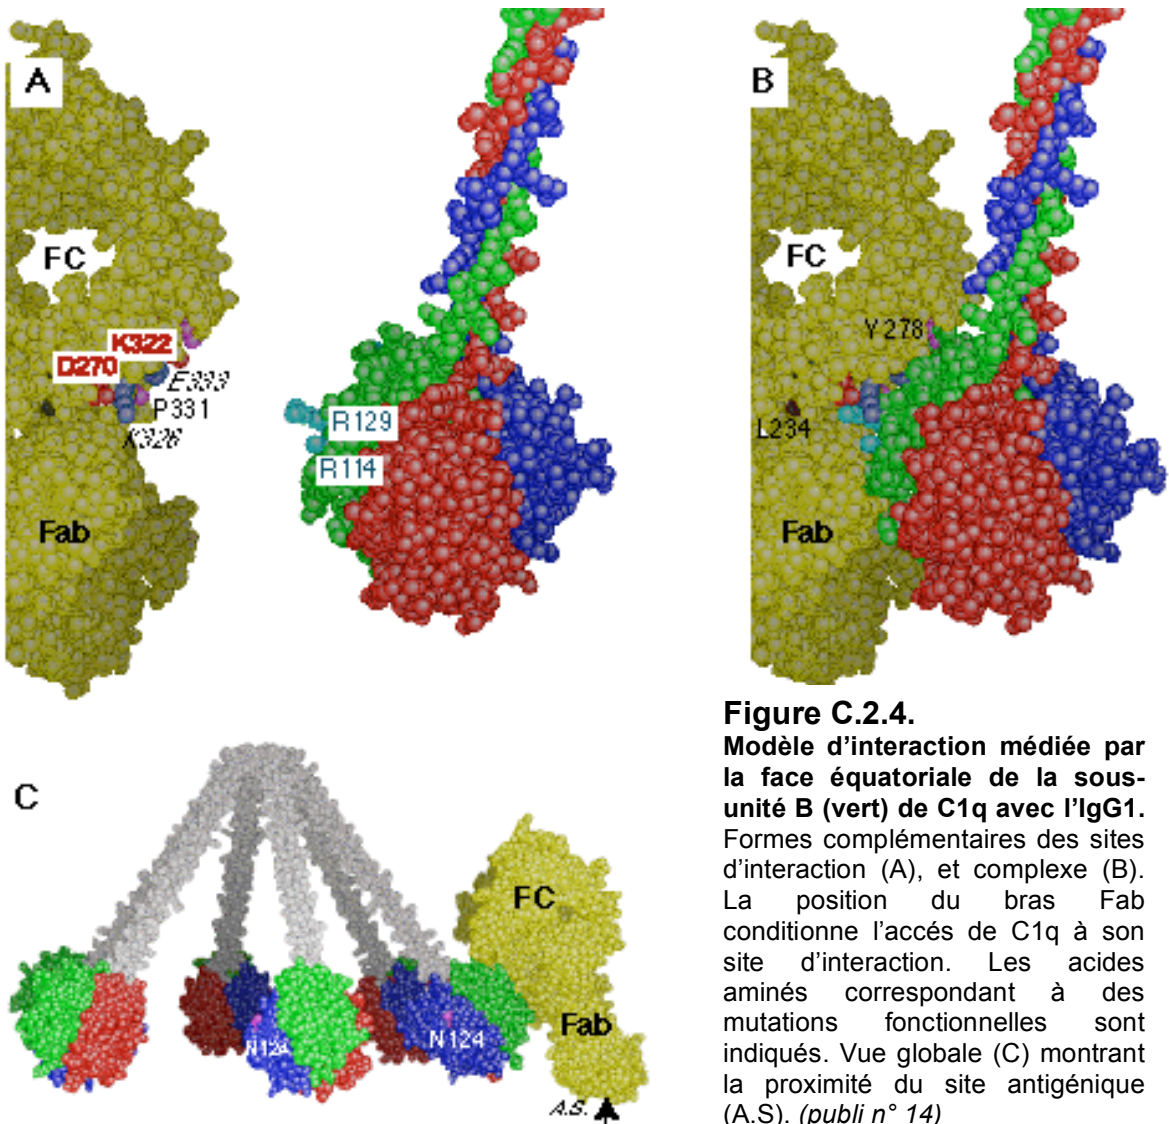 A
FC
K322
D270
E333
P331
K326
Fab
R129
R114
B
FC
Y278
L234
Fab
C
FC
Fab
N124
N124
A.S.
Figure C.2.4.
Modèle d'interaction médiée par
la face équatoriale de la sous-
unité B (vert) de C1q avec l'IgG1.
Formes complémentaires des sites
d'interaction (A), et complexe (B).
La position du bras Fab
conditionne l'accés de C1q à son
site d'interaction. Les acides
aminés correspondant à des
mutations fonctionnelles sont
indiqués. Vue globale (C) montrant
la proximité du site antigénique
(A.S). (publi n° 14)